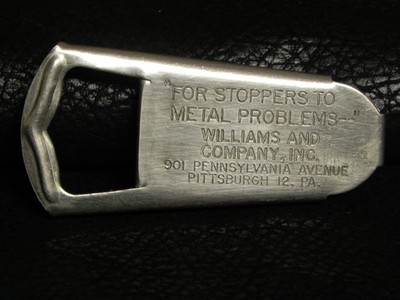 "FOR STOPPERS TO
METAL PROBLEMS--"
WILLIAMS AND
COMPANY, INC.
901 PENNSYLVANIA AVENUE
PITTSBURGH 12, PA.